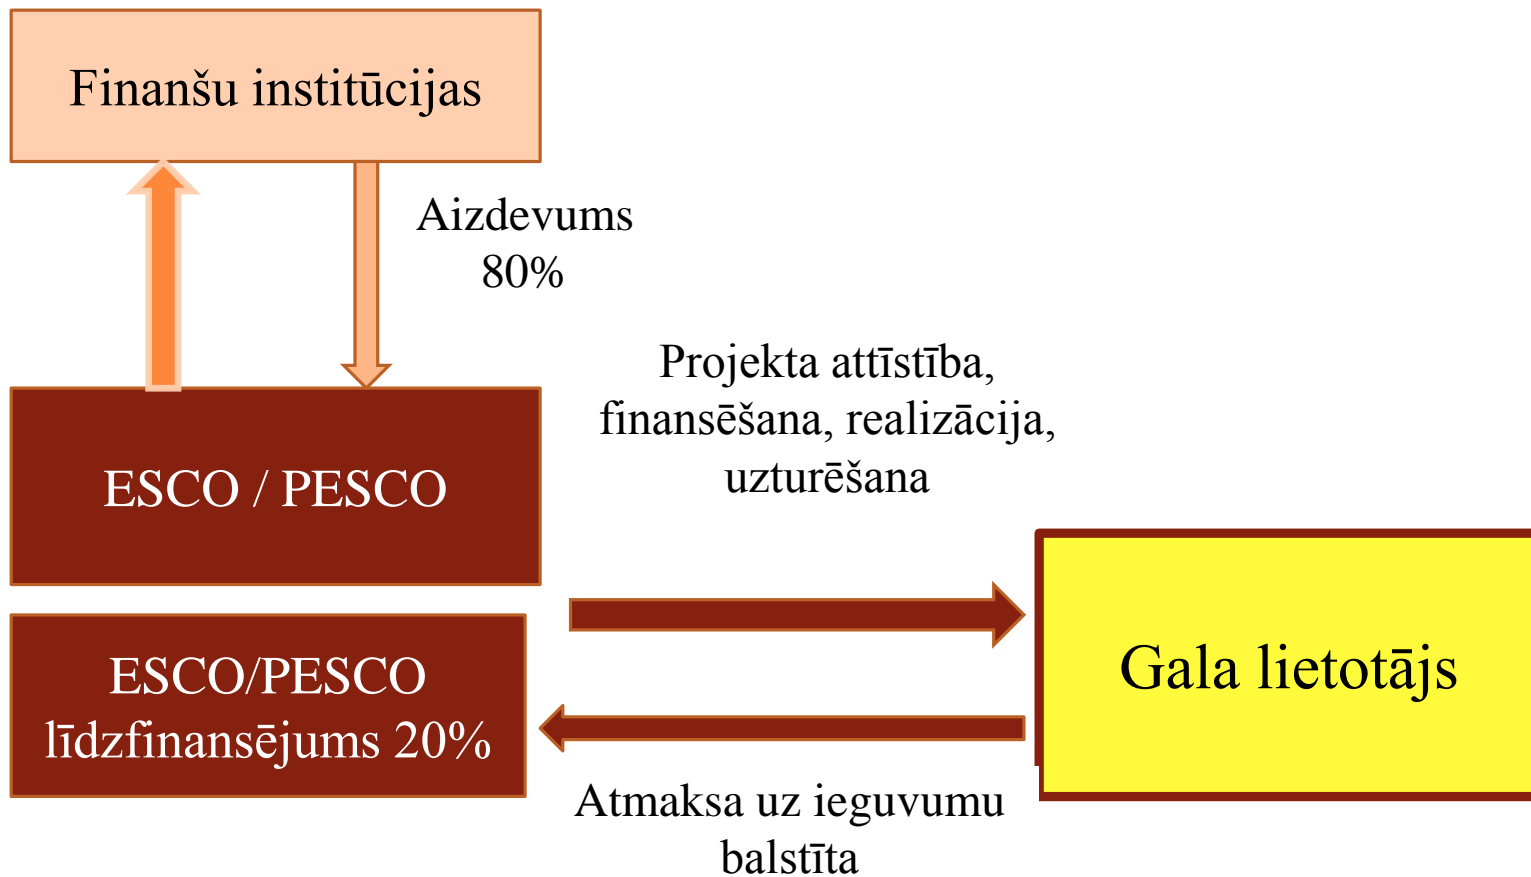 Finanšu institūcijas
Aizdevums
80%
Projekta attīstība,
finansēšana, realizācija,
uzturēšana
ESCO / PESCO
ESCO/PESCO
līdzfinansējums 20%
Gala lietotājs
Atmaksa uz ieguvumu
balstīta